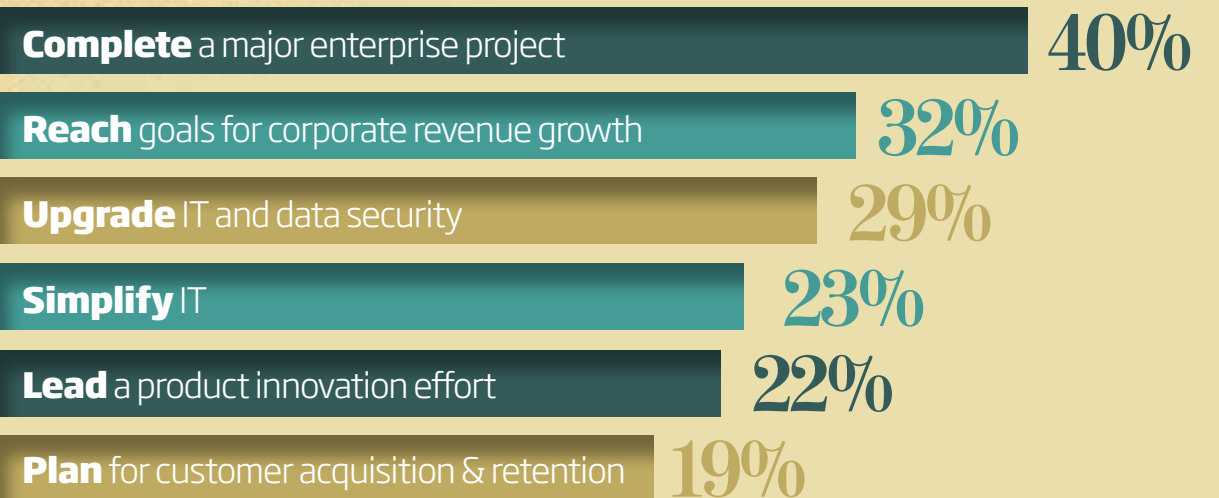 Complete a major enterprise project 40%
Reach goals for corporate revenue growth 32%
Upgrade IT and data security 29%
Simplify IT 23%
Lead a product innovation effort 22%
Plan for customer acquisition & retention 19%